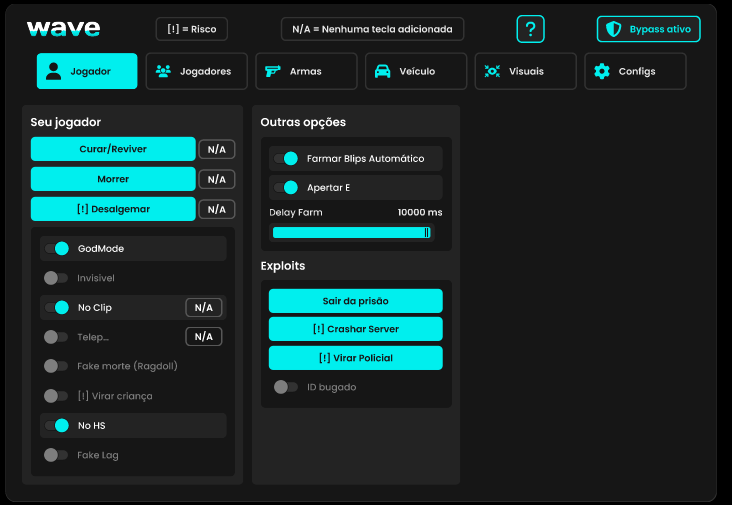 wave
[!] = Risco
N/A = Nenhuma tecla adicionada
?
Bypass ativo
Jogador
Jogadores
Armas
Veículo
Visuais
Configs
Seu jogador
Curar/Reviver
N/A
Morrer
N/A
[!] Desalgemar
N/A
GodMode
Invisível
No Clip
N/A
Telep...
N/A
Fake morte (Ragdoll)
[!] Virar criança
No HS
Fake Lag
Outras opções
Farmar Blips Automático
Apertar E
Delay Farm 10000 ms
Exploits
Sair da prisão
[!] Crashar Server
[!] Virar Policial
ID bugado